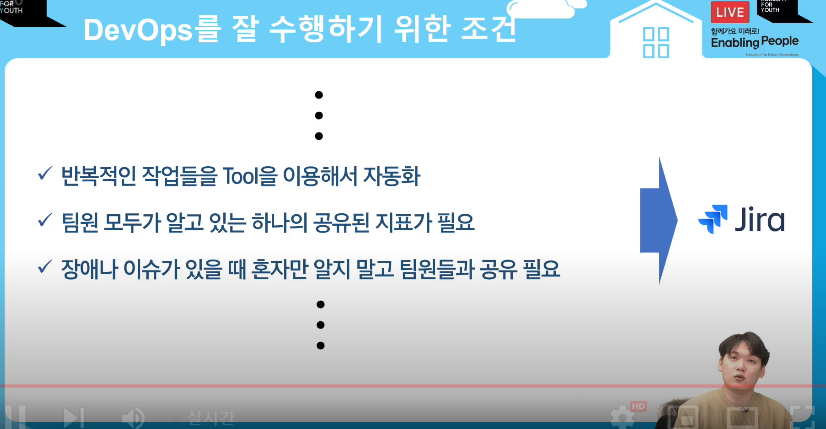 FOR
YOUTH
DevOps를 잘 수행하기 위한 조건
LIVE
FOR
YOUTH
함께가요 미래로!
Enabling People
✓ 반복적인 작업들을 Tool을 이용해서 자동화
✓ 팀원 모두가 알고 있는 하나의 공유된 지표가 필요
✓ 장애나 이슈가 있을 때 혼자만 알지 말고 팀원들과 공유 필요
Jira
실시간
HD